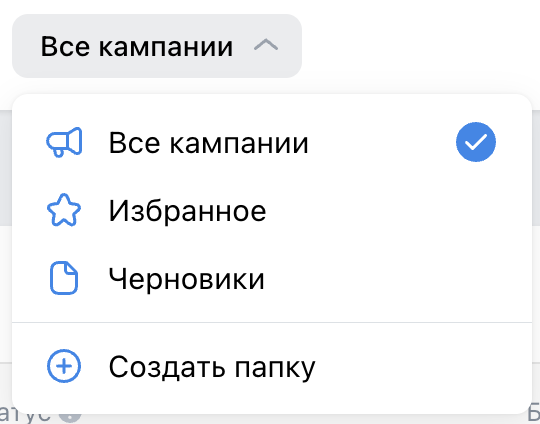 Все кампании
Все кампании
Избранное
Черновики
Создать папку